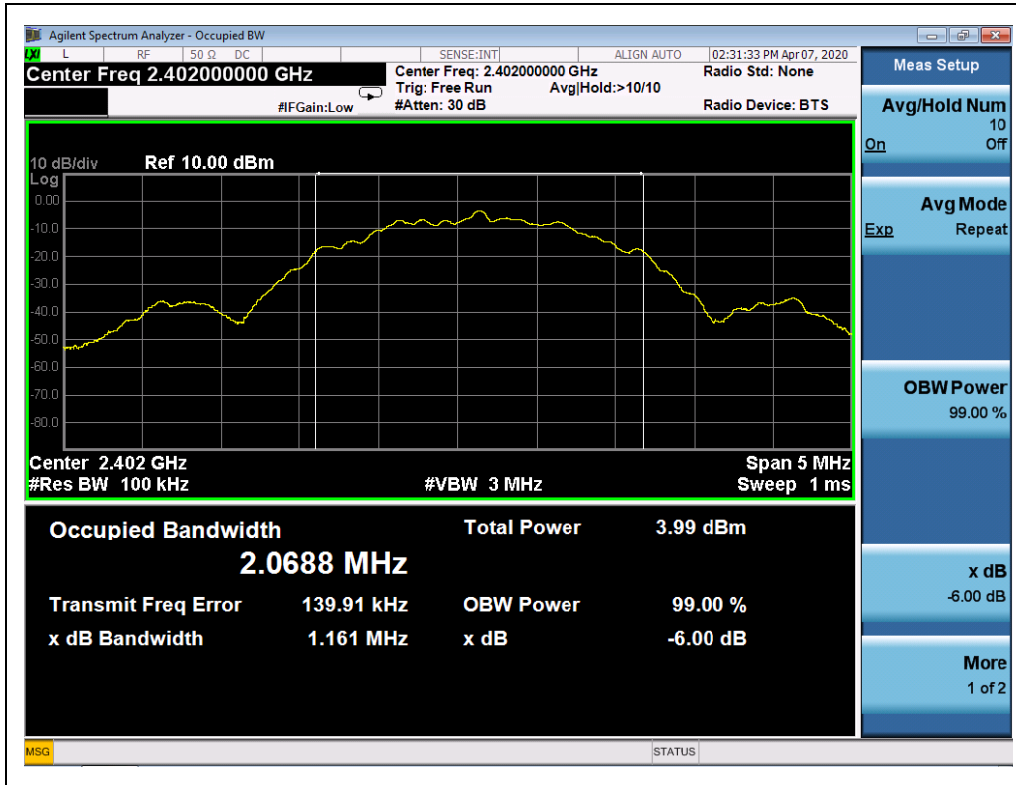 Agilent Spectrum Analyzer - Occupied BW
LXI L RF 50 Ω DC SENSE:INT ALIGN AUTO 02:31:33 PM Apr 07, 2020
Center Freq 2.402000000 GHz
Center Freq: 2.402000000 GHz
Radio Std: None
Trig: Free Run Avg|Hold:>10/10
#IFGain:Low
#Atten: 30 dB
Radio Device: BTS
10 dB/div Ref 10.00 dBm
Log
0.00
-10.0
-20.0
-30.0
-40.0
-50.0
-60.0
-70.0
-80.0
Center 2.402 GHz Span 5 MHz
#Res BW 100 kHz #VBW 3 MHz Sweep 1 ms
Occupied Bandwidth Total Power 3.99 dBm
2.0688 MHz
Transmit Freq Error 139.91 kHz OBW Power 99.00 %
x dB Bandwidth 1.161 MHz x dB -6.00 dB
MSG STATUS
Meas Setup
Avg/Hold Num
10
On Off
Avg Mode
Exp Repeat
OBW Power
99.00 %
x dB
-6.00 dB
More
1 of 2